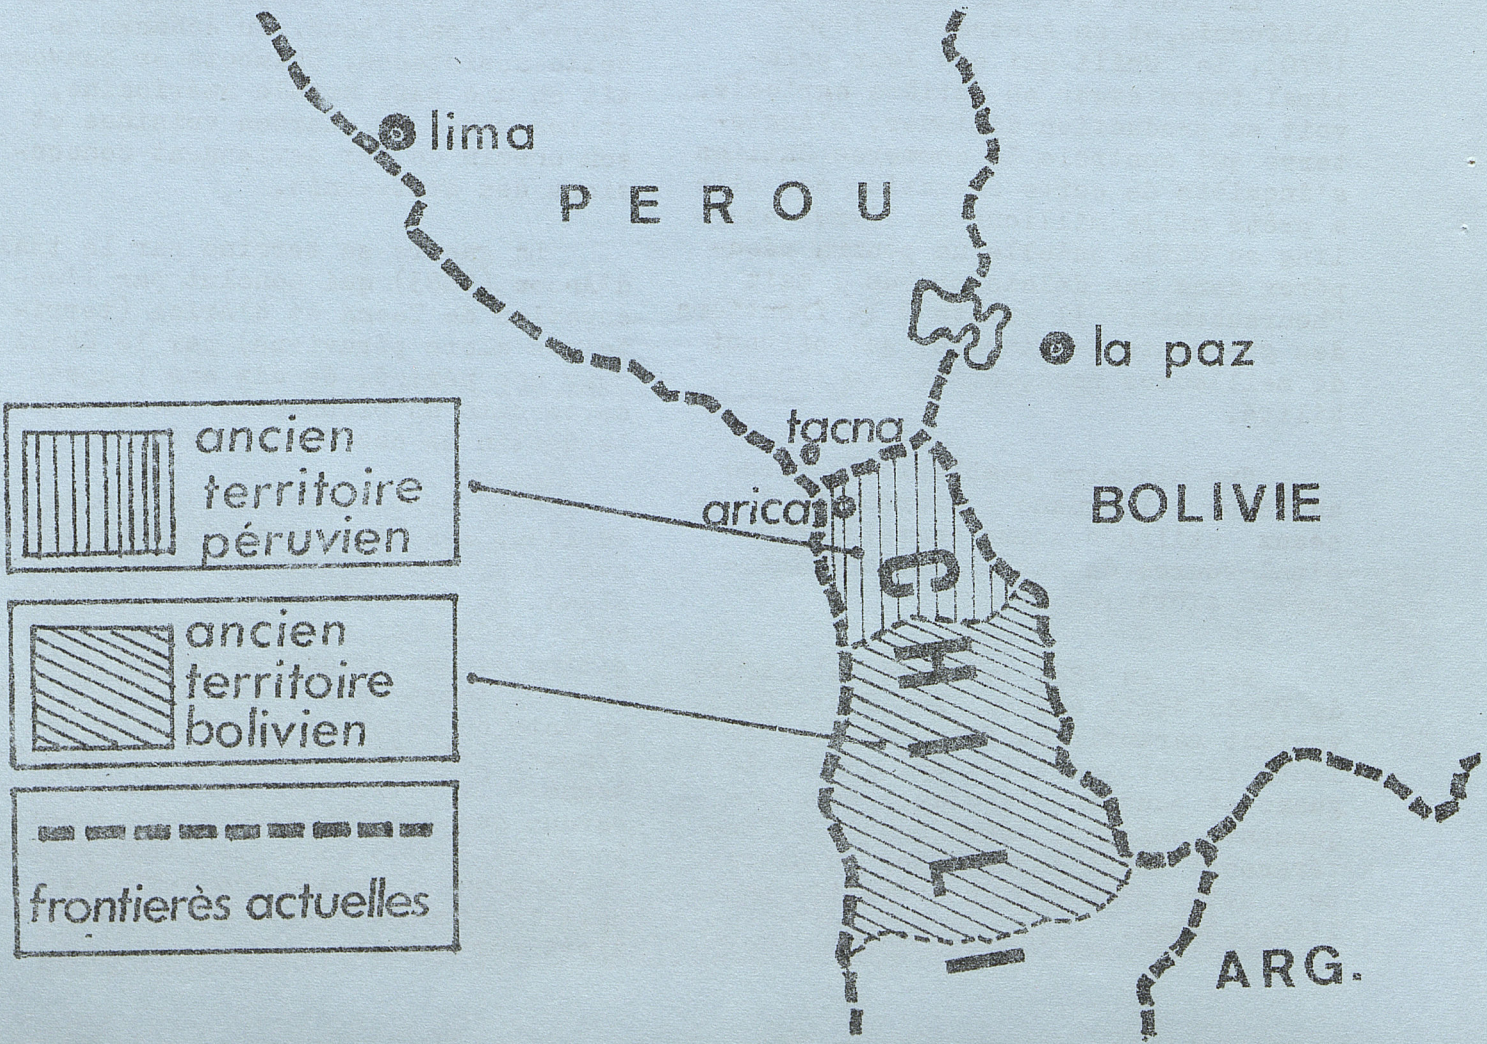 lima
PEROU
la paz
tacna
arica
BOLIVIE
CHILI
ARG.
ancien
territoire
péruvien
ancien
territoire
bolivien
frontierès actuelles